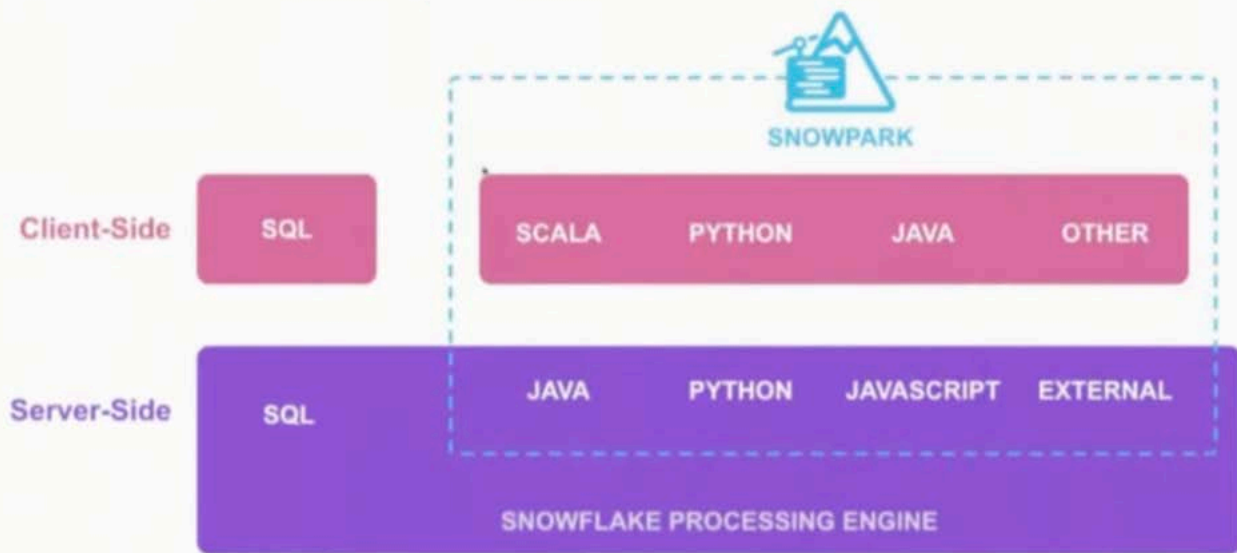 SNOWPARK
Client-Side SQL SCALA PYTHON JAVA OTHER
Server-Side SQL JAVA PYTHON JAVASCRIPT EXTERNAL
SNOWFLAKE PROCESSING ENGINE